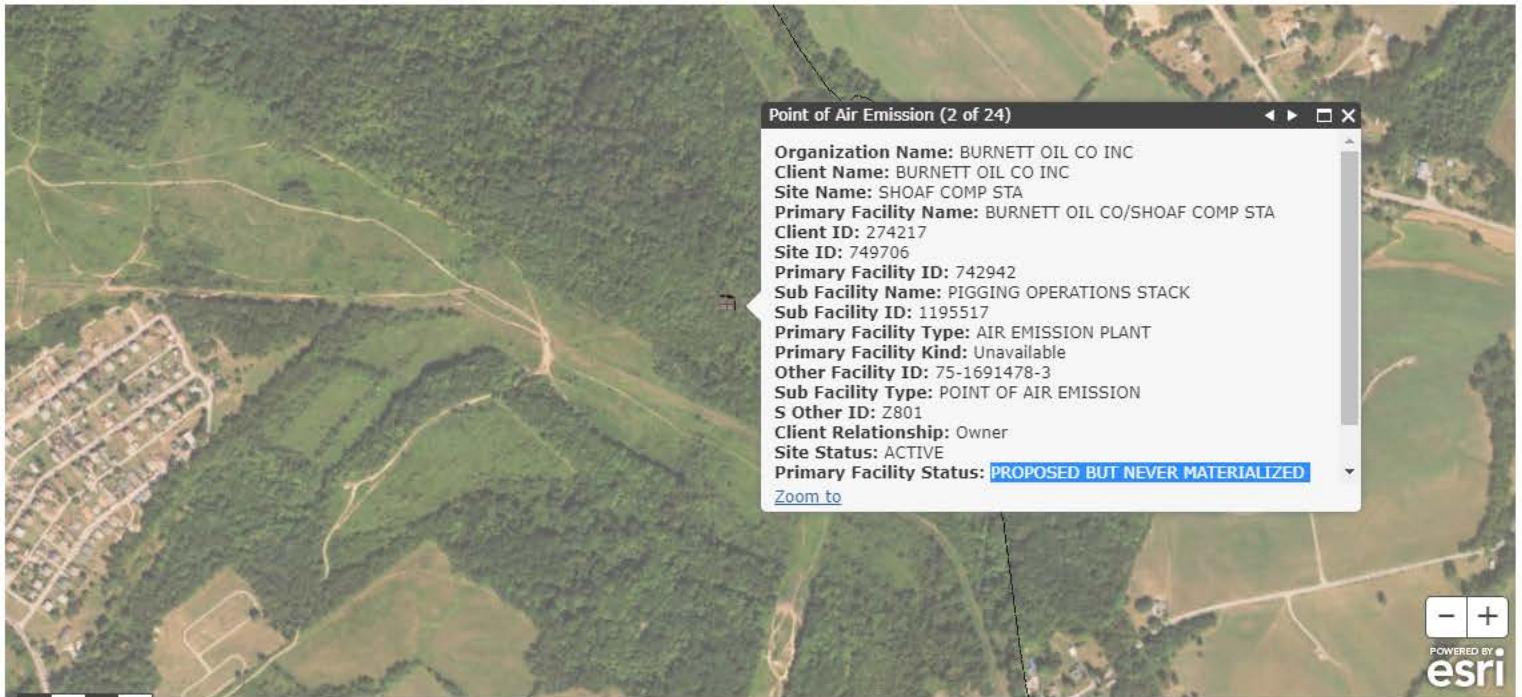 Point of Air Emission (2 of 24)
Organization Name: BURNETT OIL CO INC
Client Name: BURNETT OIL CO INC
Site Name: SHOAF COMP STA
Primary Facility Name: BURNETT OIL CO/SHOAF COMP STA
Client ID: 274217
Site ID: 749706
Primary Facility ID: 742942
Sub Facility Name: PIGGING OPERATIONS STACK
Sub Facility ID: 1195517
Primary Facility Type: AIR EMISSION PLANT
Primary Facility Kind: Unavailable
Other Facility ID: 75-1691478-3
Sub Facility Type: POINT OF AIR EMISSION
S Other ID: Z801
Client Relationship: Owner
Site Status: ACTIVE
Primary Facility Status: PROPOSED BUT NEVER MATERIALIZED
Zoom to
POWERED BY
esri